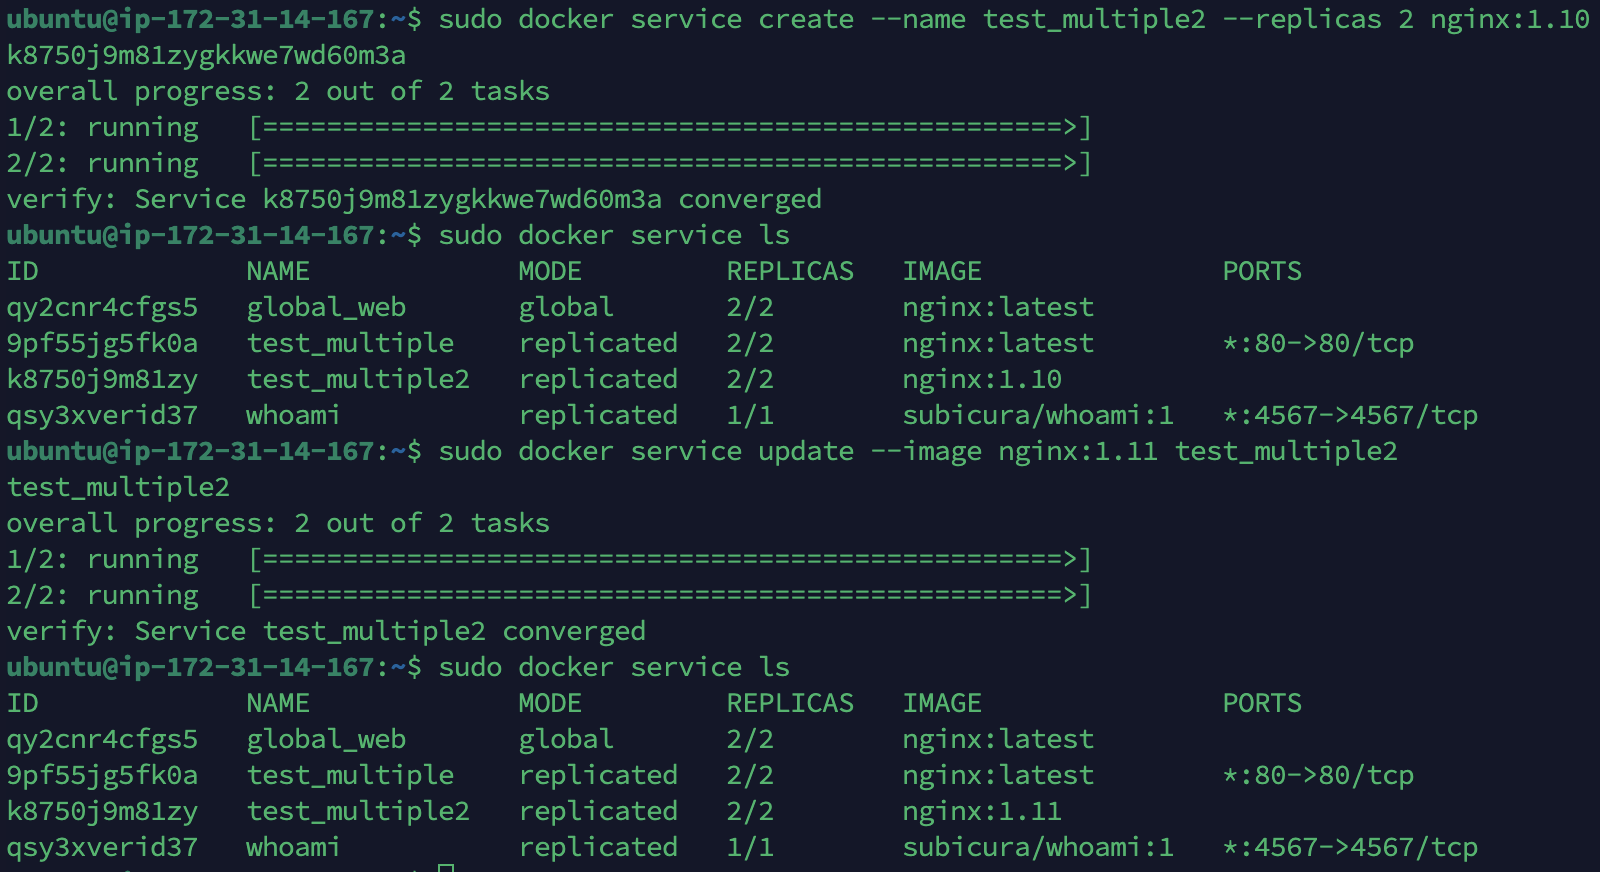 ubuntu@ip-172-31-14-167:~$ sudo docker service create --name test_multiple2 --replicas 2 nginx:1.10
k8750j9m81zygkkwe7wd60m3a
overall progress: 2 out of 2 tasks
1/2: running   [==================================================>]
2/2: running   [==================================================>]
verify: Service k8750j9m81zygkkwe7wd60m3a converged
ubuntu@ip-172-31-14-167:~$ sudo docker service ls
ID             NAME             MODE         REPLICAS   IMAGE               PORTS
qy2cnr4cfgs5   global_web       global       2/2        nginx:latest
9pf55jg5fk0a   test_multiple    replicated   2/2        nginx:latest        *:80->80/tcp
k8750j9m81zy   test_multiple2   replicated   2/2        nginx:1.10
qsy3xverid37   whoami           replicated   1/1        subicura/whoami:1   *:4567->4567/tcp
ubuntu@ip-172-31-14-167:~$ sudo docker service update --image nginx:1.11 test_multiple2
test_multiple2
overall progress: 2 out of 2 tasks
1/2: running   [==================================================>]
2/2: running   [==================================================>]
verify: Service test_multiple2 converged
ubuntu@ip-172-31-14-167:~$ sudo docker service ls
ID             NAME             MODE         REPLICAS   IMAGE               PORTS
qy2cnr4cfgs5   global_web       global       2/2        nginx:latest
9pf55jg5fk0a   test_multiple    replicated   2/2        nginx:latest        *:80->80/tcp
k8750j9m81zy   test_multiple2   replicated   2/2        nginx:1.11
qsy3xverid37   whoami           replicated   1/1        subicura/whoami:1   *:4567->4567/tcp